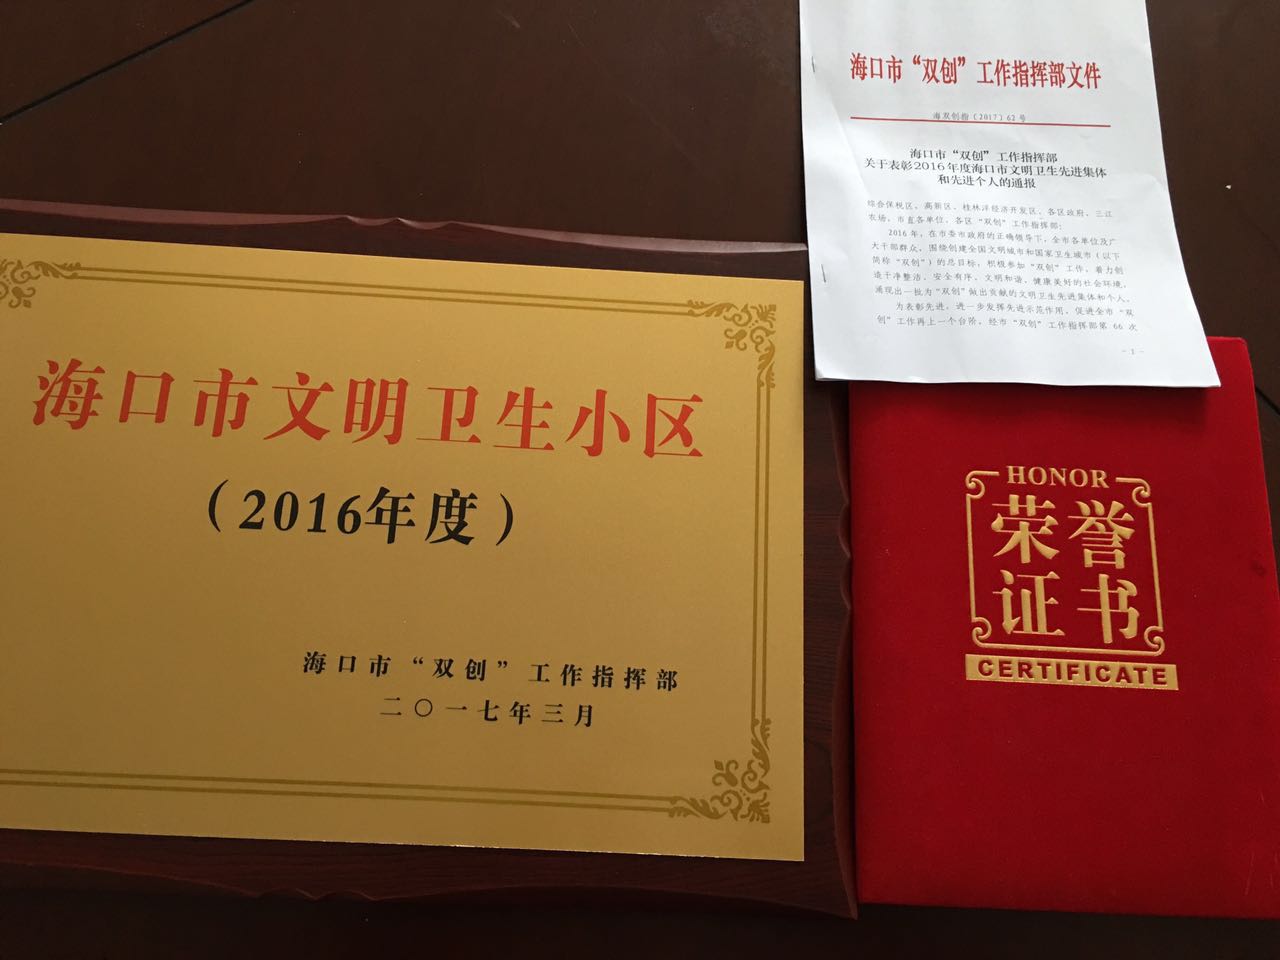 海口市文明卫生小区
（2016年度）
海口市“双创”工作指挥部
二〇一七年三月
海口市“双创”工作指挥部文件
海双创指（2017）62号
海口市“双创”工作指挥部
关于表彰2016年度海口市文明卫生先进集体
和先进个人的通报
综合保税区、高新区、桂林洋经济开发区，各区政府，三江
农场，市直各单位，各区“双创”工作指挥部：
2016年，在市委市政府的正确领导下，全市各单位及广
大干部群众，围绕创建全国文明城市和国家卫生城市（以下
简称“双创”）的总目标，积极参加“双创”工作，着力创
造干净整洁、安全有序、文明和谐、健康美好的社会环境，
涌现出一批为“双创”做出贡献的文明卫生先进集体和个人。
为表彰先进，进一步发挥先进示范作用，促进全市“双
创”工作再上一个台阶，经市“双创”工作指挥部第66次
-1-
HONOR
荣誉
证书
CERTIFICATE